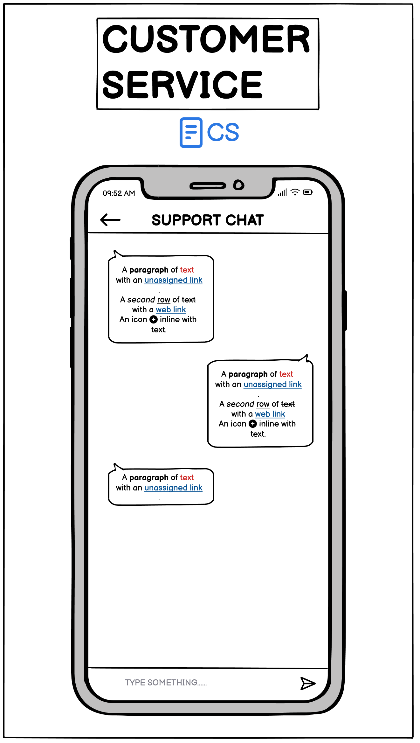 CUSTOMER
SERVICE
CS
09:52 AM
SUPPORT CHAT
A paragraph of text
with an unassigned link
.
A second row of text
with a web link
An icon inline with
text.
A paragraph of text
with an unassigned link
.
A second row of text
with a web link
An icon inline with
text.
A paragraph of text
with an unassigned link
.
TYPE SOMETHING...